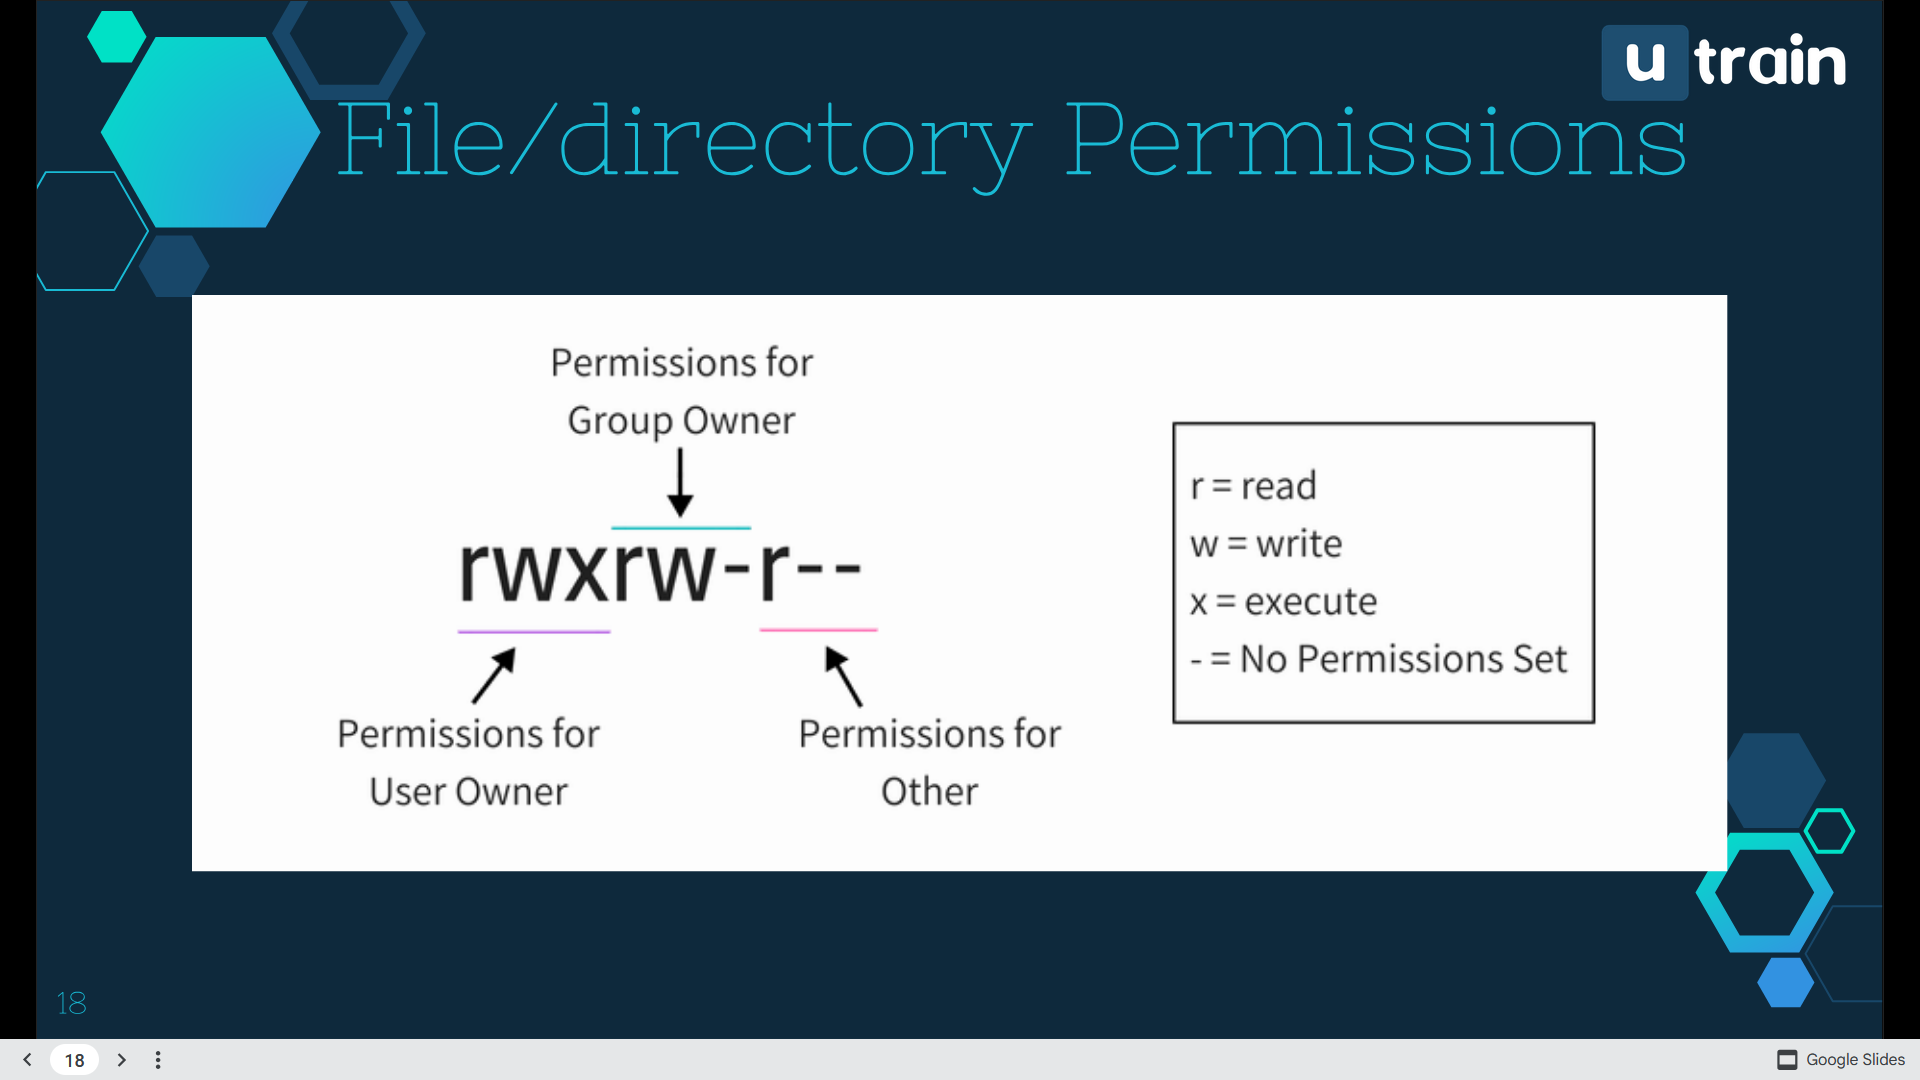 u train
File/directory Permissions
Permissions for
Group Owner
rwxrw-r--
Permissions for
User Owner
Permissions for
Other
r = read
w = write
x = execute
- = No Permissions Set
18
18
Google Slides